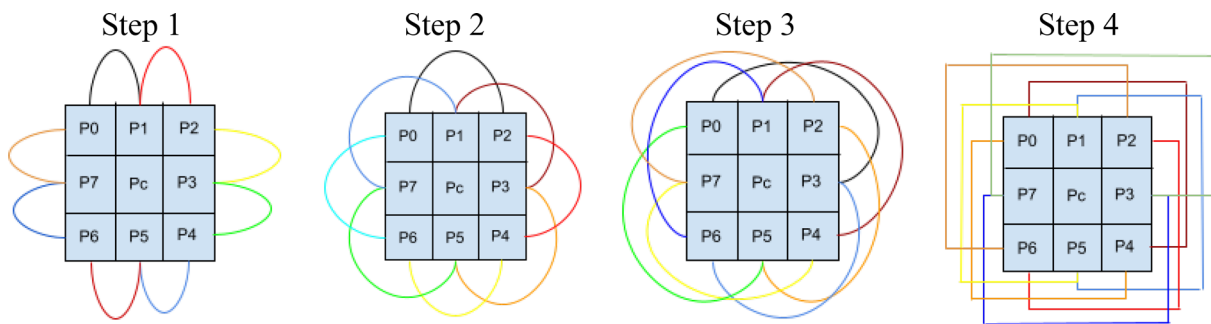 Step 1 Step 2 Step 3 Step 4
P0 P1 P2
P7 Pc P3
P6 P5 P4
P0 P1 P2
P7 Pc P3
P6 P5 P4
P0 P1 P2
P7 Pc P3
P6 P5 P4
P0 P1 P2
P7 Pc P3
P6 P5 P4